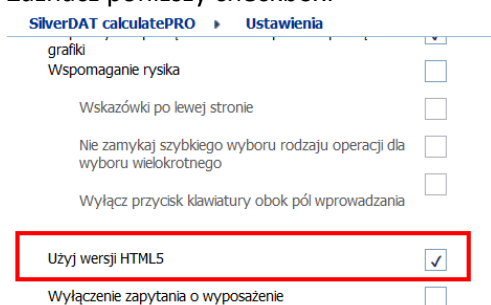 SilverDAT calculatePRO ▸ Ustawienia
grafiki
Wspomaganie rysika
Wskazówki po lewej stronie
Nie zamykaj szybkiego wyboru rodzaju operacji dla
wyboru wielokrotnego
Wyłącz przycisk klawiatury obok pól wprowadzania
Użyj wersji HTML5
Wyłączenie zapytania o wyposażenie